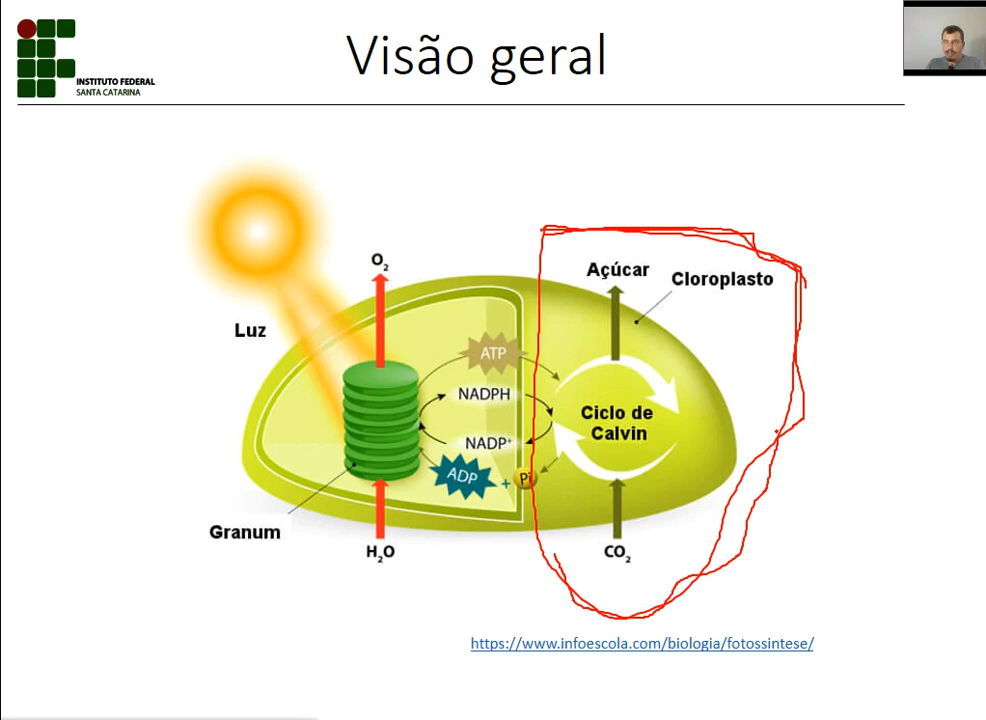 INSTITUTO FEDERAL
SANTA CATARINA
Visão geral
O₂
Açúcar
Cloroplasto
Luz
ATP
NADPH
Ciclo de
Calvin
NADP⁺
ADP + Pᵢ
Granum
H₂O
CO₂
https://www.infoescola.com/biologia/fotossintese/